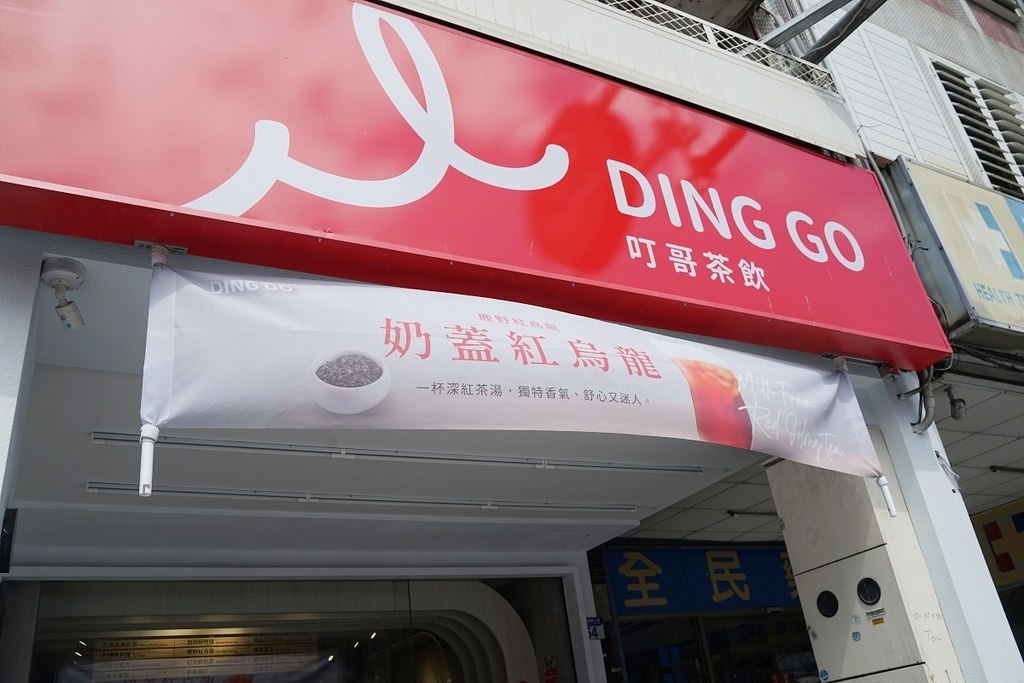 DING GO
叮哥茶飲
HEALTH
DING GO
鹿野紅烏龍
奶蓋紅烏龍
一杯深紅茶湯，獨特香氣、舒心又迷人。
Milk Foam
Red Oolong Tea
全民
54